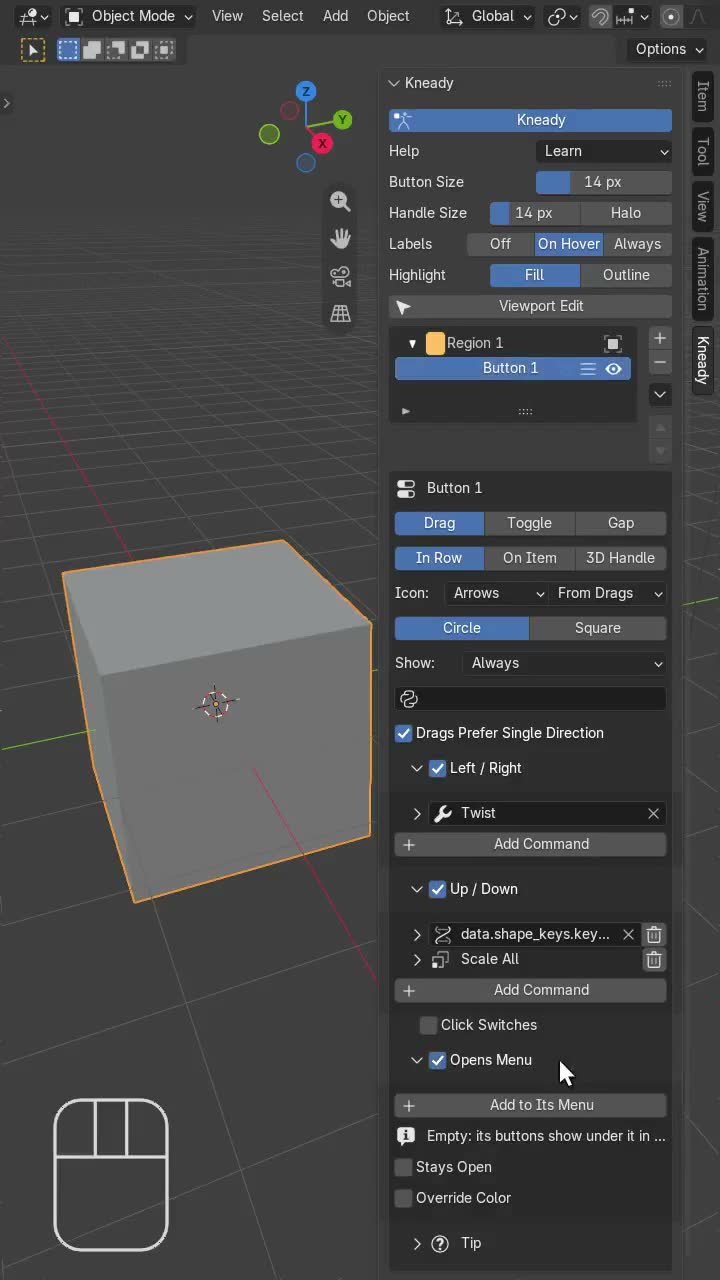 Object Mode View Select Add Object Global
Options
Kneady
Item
Tool
View
Animation
Kneady
Z
Y
X
Kneady
Help Learn
Button Size 14 px
Handle Size 14 px Halo
Labels Off On Hover Always
Highlight Fill Outline
Viewport Edit
Region 1
Button 1
Button 1
Drag Toggle Gap
In Row On Item 3D Handle
Icon: Arrows From Drags
Circle Square
Show: Always
Drags Prefer Single Direction
Left / Right
Twist
Add Command
Up / Down
data.shape_keys.key...
Scale All
Add Command
Click Switches
Opens Menu
Add to Its Menu
Empty: its buttons show under it in ...
Stays Open
Override Color
Tip